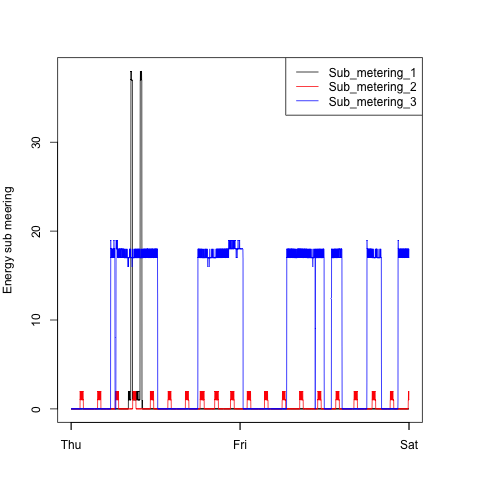 Sub_metering_1
Sub_metering_2
Sub_metering_3
Energy sub meering
30
20
10
0
Thu Fri Sat